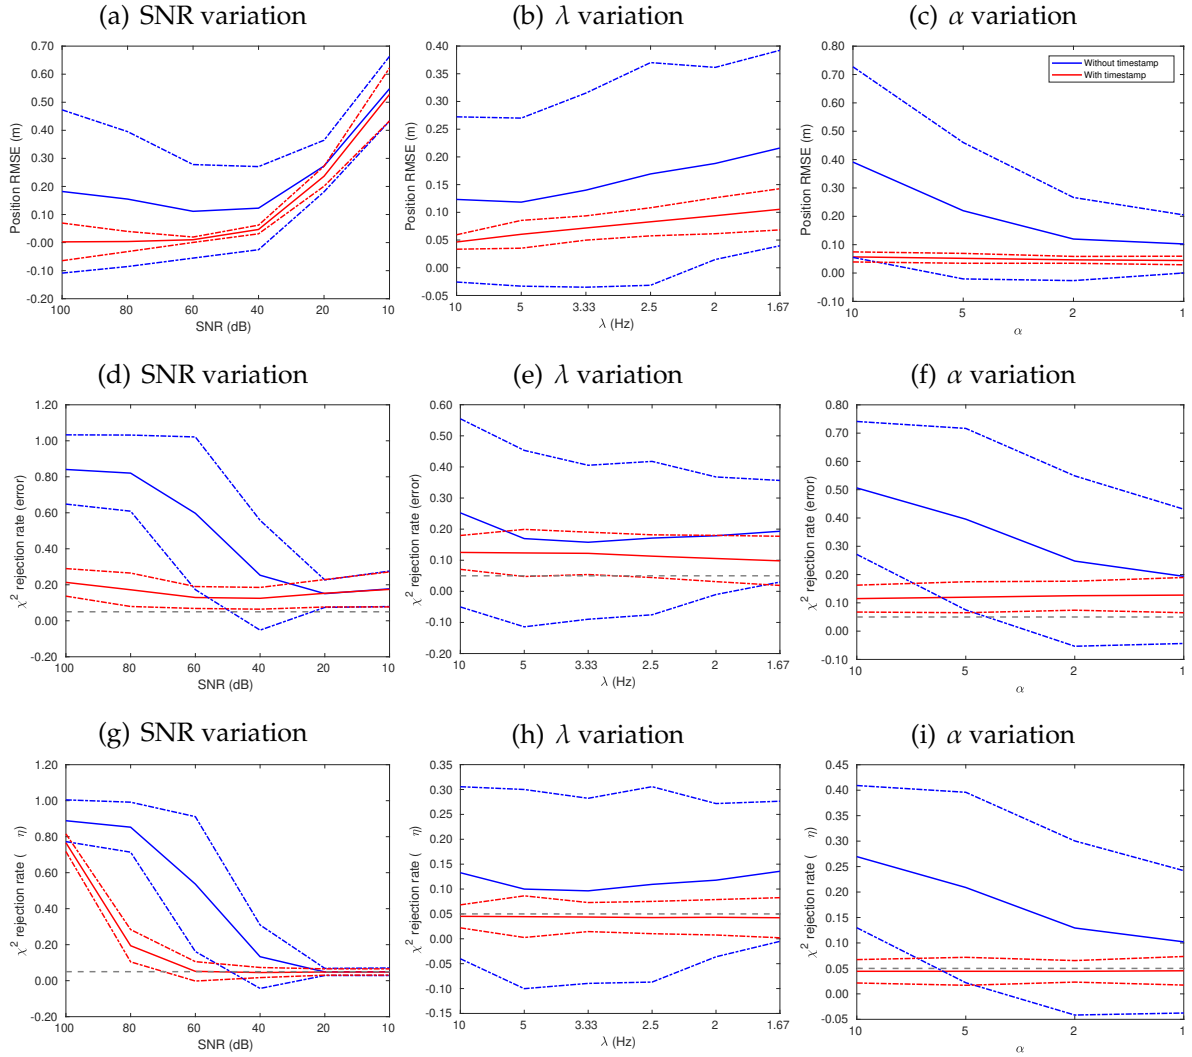 (a) SNR variation
(b) λ variation
(c) α variation
0.70
0.60
0.50
0.40
0.30
0.20
0.10
-0.00
-0.10
-0.20
Position RMSE (m)
100 80 60 40 20 10
SNR (dB)
0.40
0.35
0.30
0.25
0.20
0.15
0.10
0.05
0.00
-0.05
Position RMSE (m)
10 5 3.33 2.5 2 1.67
λ (Hz)
0.80
0.70
0.60
0.50
0.40
0.30
0.20
0.10
0.00
-0.10
Position RMSE (m)
Without timestamp
With timestamp
10 5 2 1
α
(d) SNR variation
(e) λ variation
(f) α variation
1.20
1.00
0.80
0.60
0.40
0.20
0.00
-0.20
χ² rejection rate (error)
100 80 60 40 20 10
SNR (dB)
0.60
0.50
0.40
0.30
0.20
0.10
0.00
-0.10
-0.20
χ² rejection rate (error)
10 5 3.33 2.5 2 1.67
λ (Hz)
0.80
0.70
0.60
0.50
0.40
0.30
0.20
0.10
0.00
-0.10
χ² rejection rate (error)
10 5 2 1
α
(g) SNR variation
(h) λ variation
(i) α variation
1.20
1.00
0.80
0.60
0.40
0.20
0.00
-0.20
χ² rejection rate ( η)
100 80 60 40 20 10
SNR (dB)
0.35
0.30
0.25
0.20
0.15
0.10
0.05
0.00
-0.05
-0.10
-0.15
χ² rejection rate ( η)
10 5 3.33 2.5 2 1.67
λ (Hz)
0.45
0.40
0.35
0.30
0.25
0.20
0.15
0.10
0.05
0.00
-0.05
χ² rejection rate ( η)
10 5 2 1
α